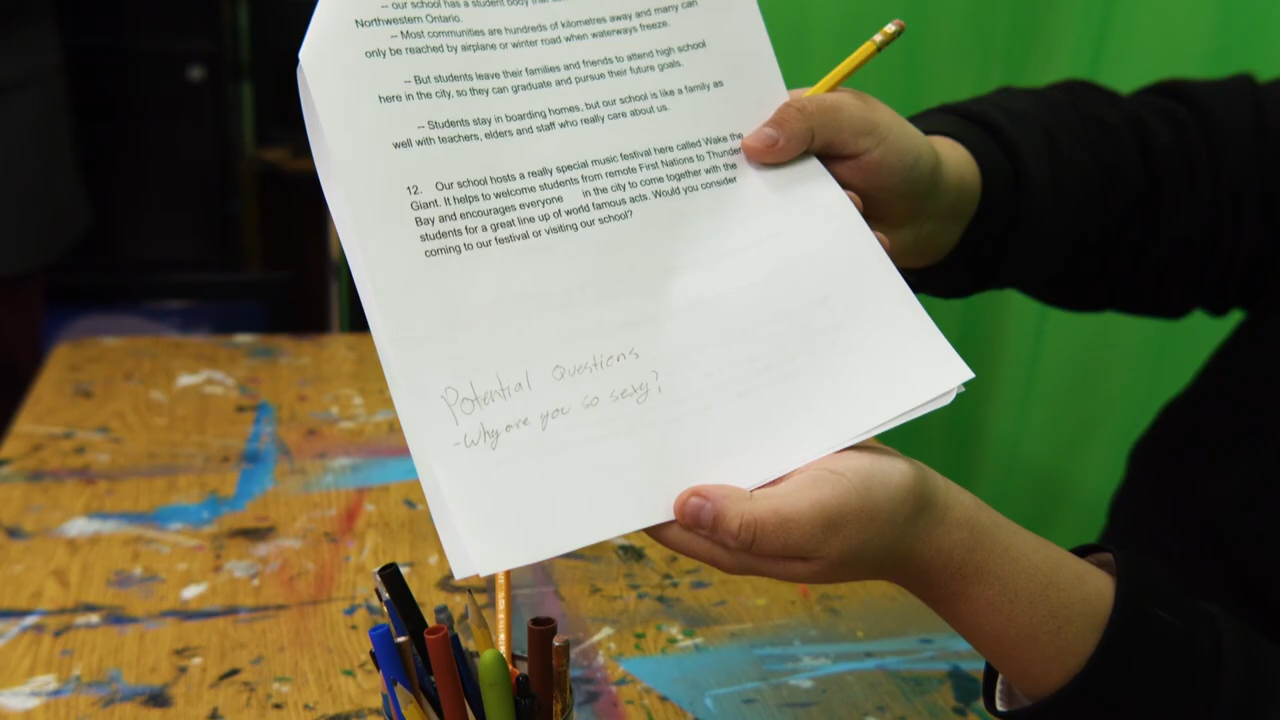 -- our school has a student body that
Northwestern Ontario.
-- Most communities are hundreds of kilometres away and many can
only be reached by airplane or winter road when waterways freeze.
-- But students leave their families and friends to attend high school
here in the city, so they can graduate and pursue their future goals.
-- Students stay in boarding homes, but our school is like a family as
well with teachers, elders and staff who really care about us.
12. Our school hosts a really special music festival here called Wake the
Giant. It helps to welcome students from remote First Nations to Thunder
Bay and encourages everyone in the city to come together with the
students for a great line up of world famous acts. Would you consider
coming to our festival or visiting our school?
Potential Questions
- Why are you so sexy?